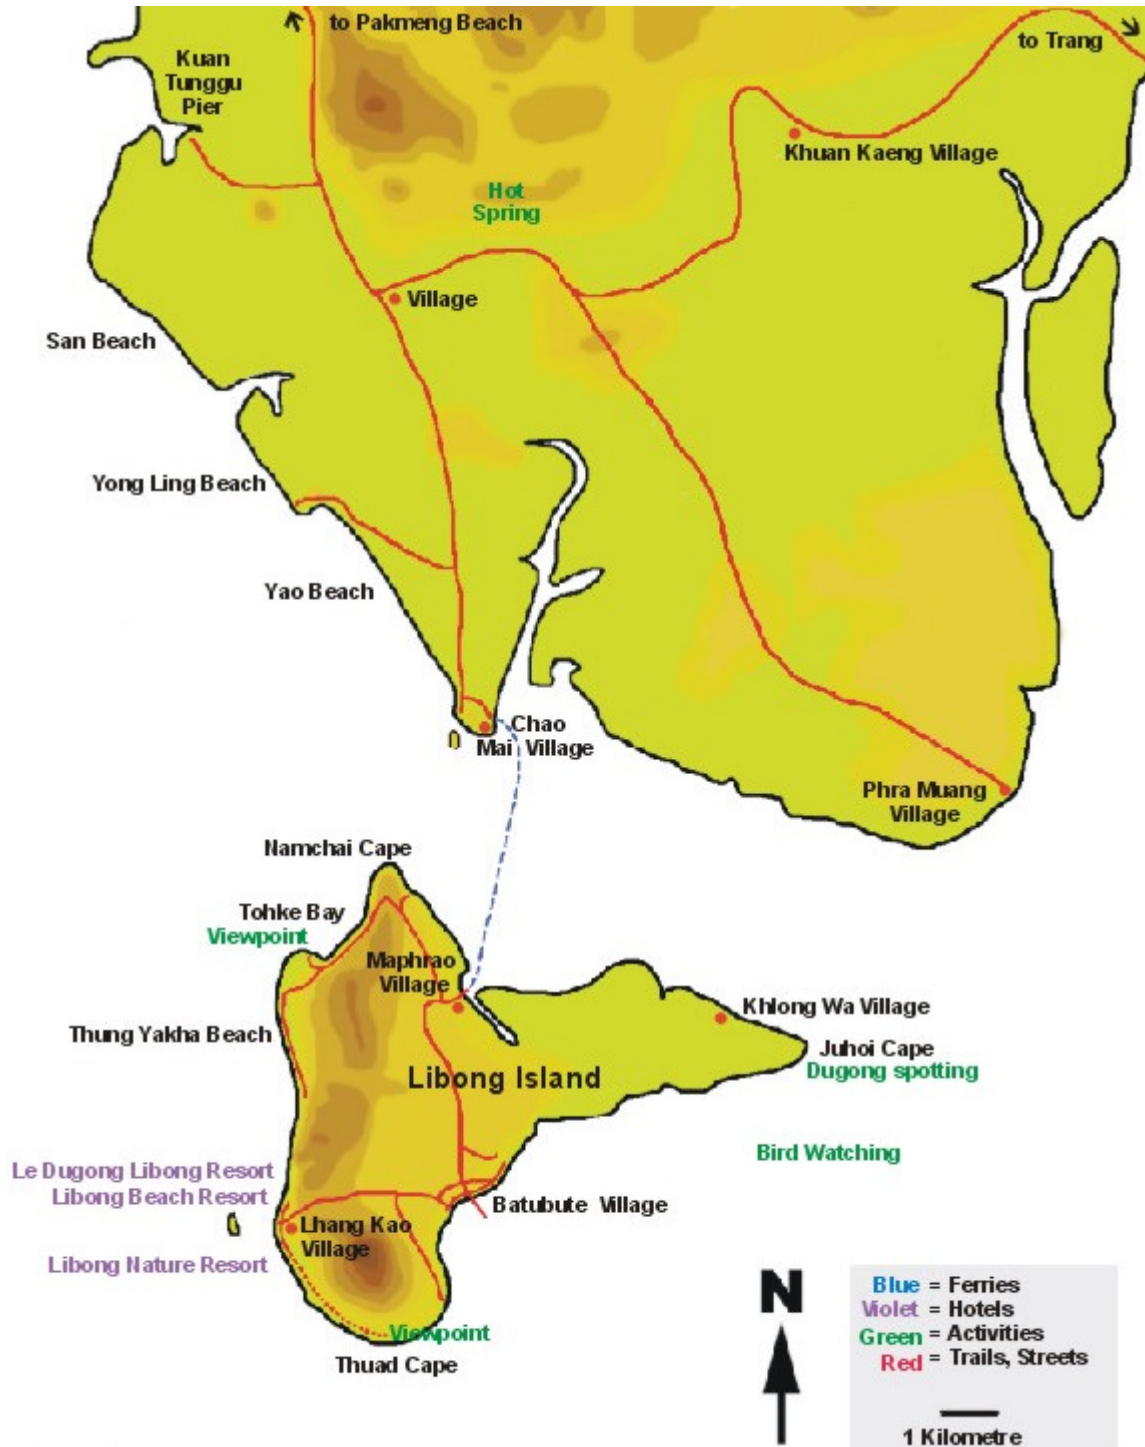 to Pakmeng Beach
to Trang
Kuan
Tunggu
Pier
Khuan Kaeng Village
Hot
Spring
Village
San Beach
Yong Ling Beach
Yao Beach
Chao
Mai Village
Phra Muang
Village
Namchai Cape
Tohke Bay
Viewpoint
Maphrao
Village
Khlong Wa Village
Thung Yakha Beach
Juhoi Cape
Dugong spotting
Libong Island
Bird Watching
Le Dugong Libong Resort
Libong Beach Resort
Batubute Village
Lhang Kao
Village
Libong Nature Resort
Viewpoint
Thuad Cape
N
Blue = Ferries
Violet = Hotels
Green = Activities
Red = Trails, Streets
1 Kilometre